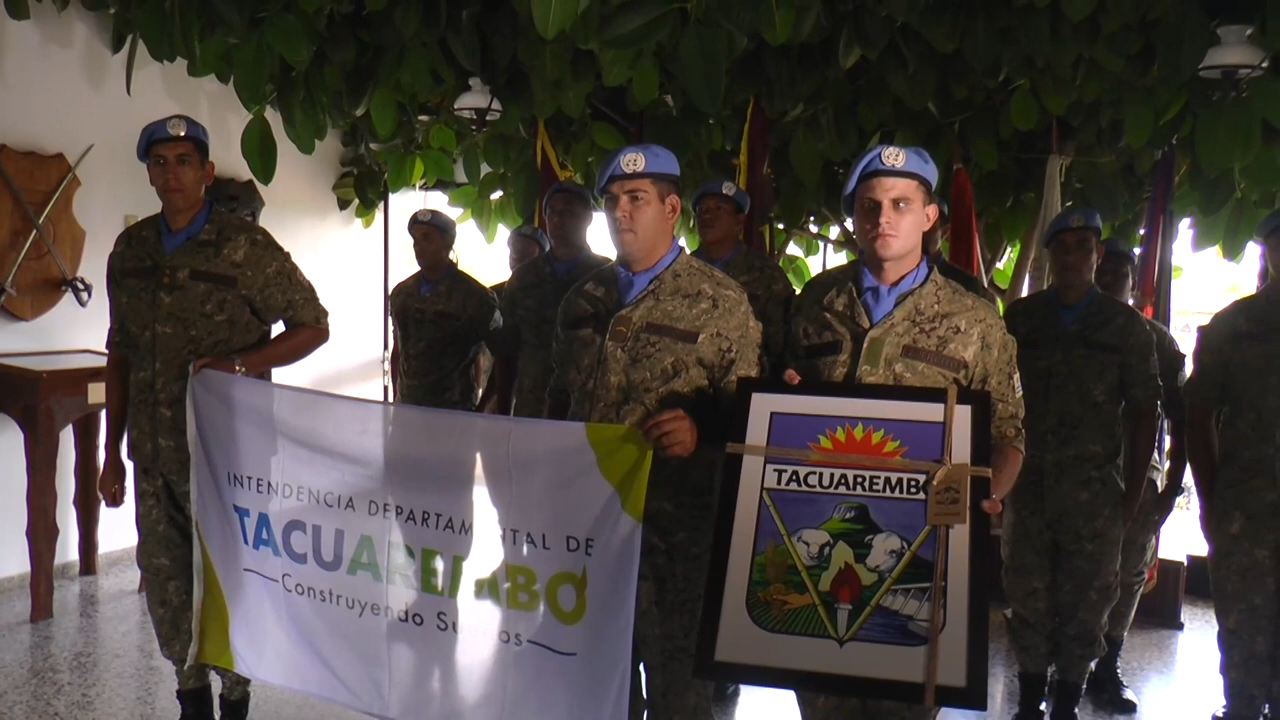 INTENDENCIA DEPARTAMENTAL DE
TACUAREMBO
Construyendo Sueños
TACUAREMBO